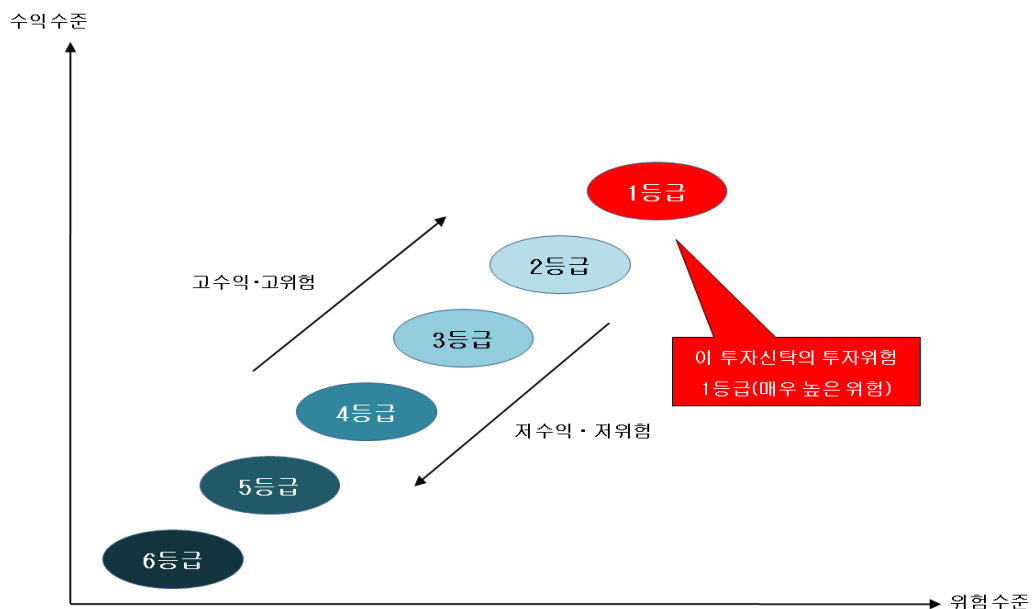 수익수준
1등급
2등급
고수익·고위험
3등급
이 투자신탁의 투자위험
1등급(매우 높은 위험)
4등급
저수익 · 저위험
5등급
6등급
위험수준